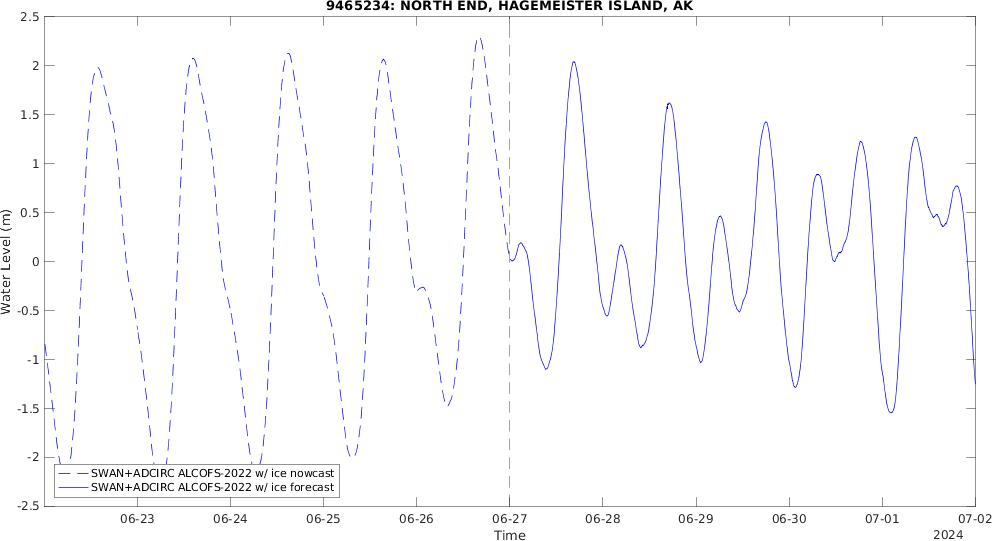 9465234: NORTH END, HAGEMEISTER ISLAND, AK
2.5
2
1.5
1
0.5
0
-0.5
-1
-1.5
-2
-2.5
Water Level (m)
SWAN+ADCIRC ALCOFS-2022 w/ ice nowcast
SWAN+ADCIRC ALCOFS-2022 w/ ice forecast
06-23 06-24 06-25 06-26 06-27 06-28 06-29 06-30 07-01 07-02
Time
2024